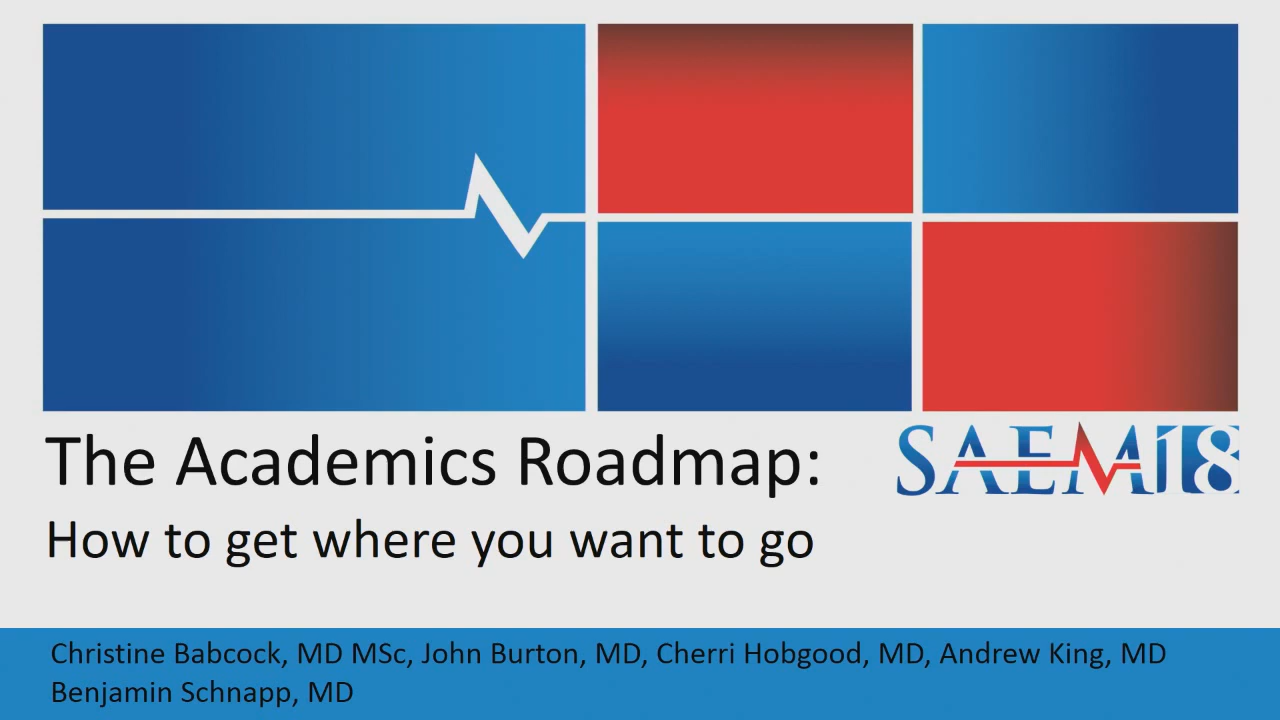 The Academics Roadmap:
SAEM18
How to get where you want to go
Christine Babcock, MD MSc, John Burton, MD, Cherri Hobgood, MD, Andrew King, MD
Benjamin Schnapp, MD